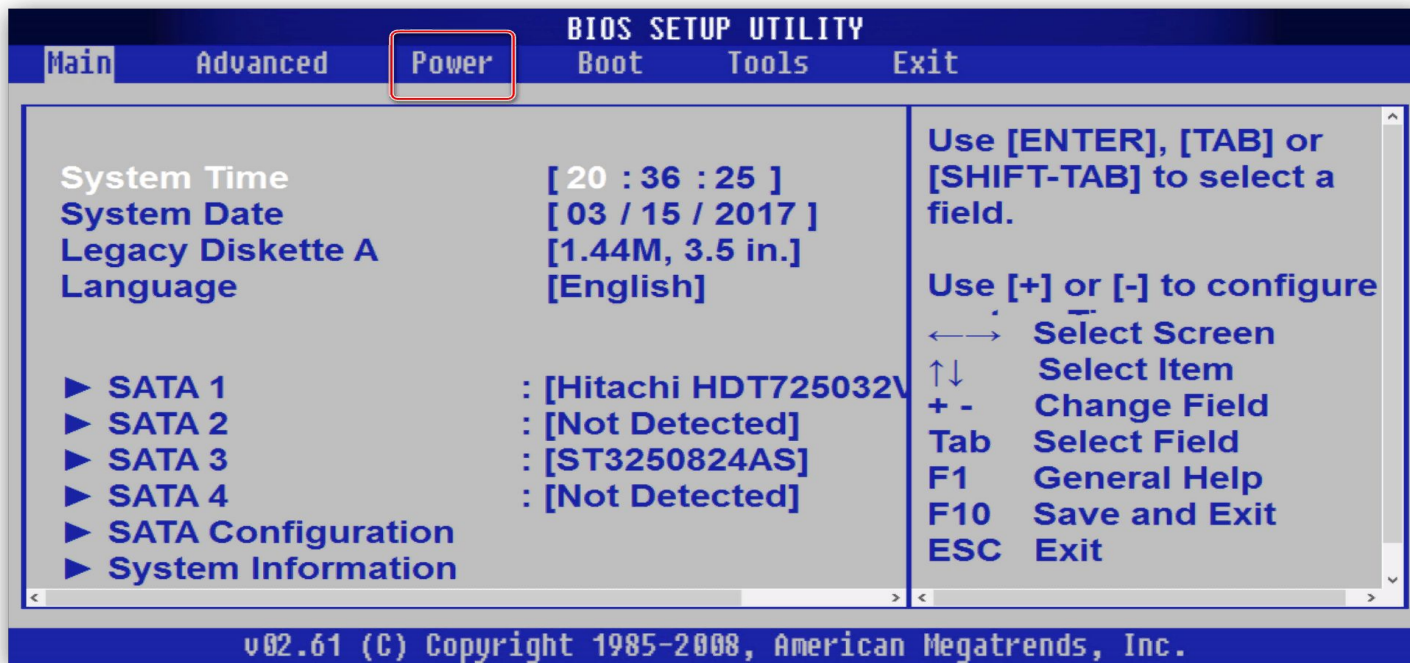 BIOS SETUP UTILITY
Main Advanced Power Boot Tools Exit
System Time [ 20 : 36 : 25 ]
System Date [ 03 / 15 / 2017 ]
Legacy Diskette A [1.44M, 3.5 in.]
Language [English]
► SATA 1 : [Hitachi HDT725032V
► SATA 2 : [Not Detected]
► SATA 3 : [ST3250824AS]
► SATA 4 : [Not Detected]
► SATA Configuration
► System Information
Use [ENTER], [TAB] or
[SHIFT-TAB] to select a
field.
Use [+] or [-] to configure
←→ Select Screen
↑↓ Select Item
+ - Change Field
Tab Select Field
F1 General Help
F10 Save and Exit
ESC Exit
v02.61 (C) Copyright 1985-2008, American Megatrends, Inc.